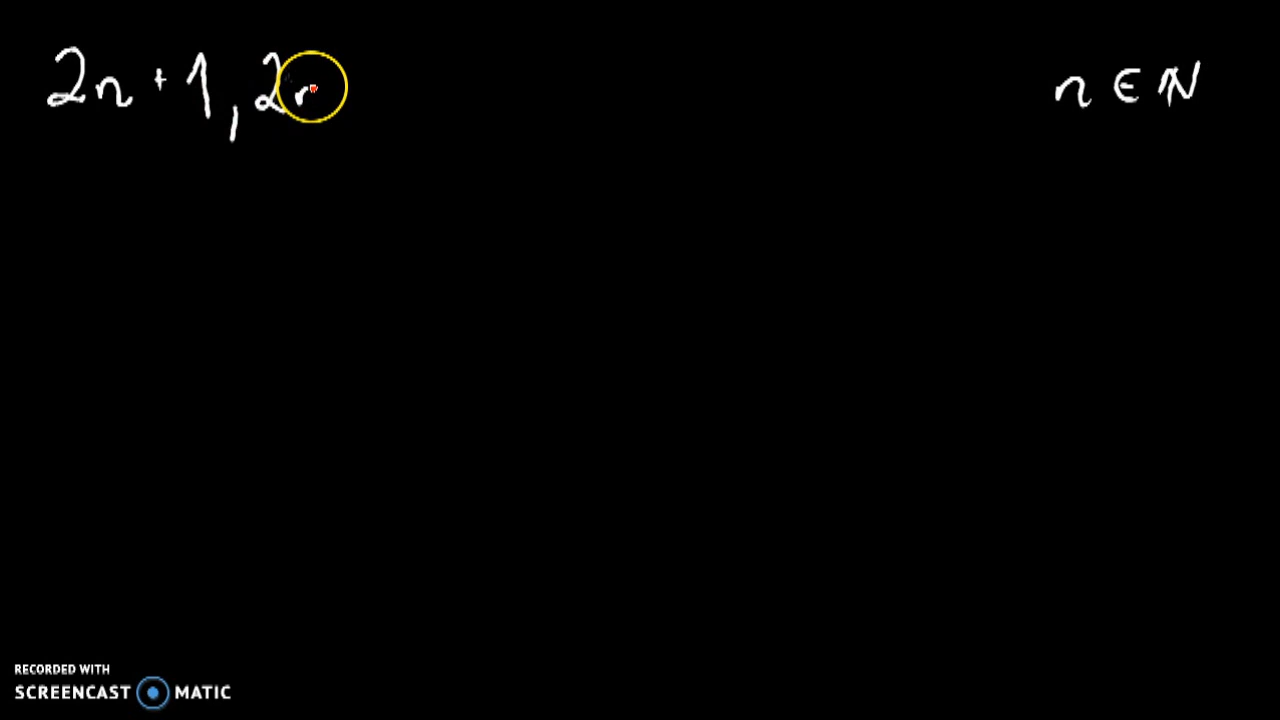 2n + 1, 2n n ∈ ℕ
RECORDED WITH
SCREENCAST MATIC